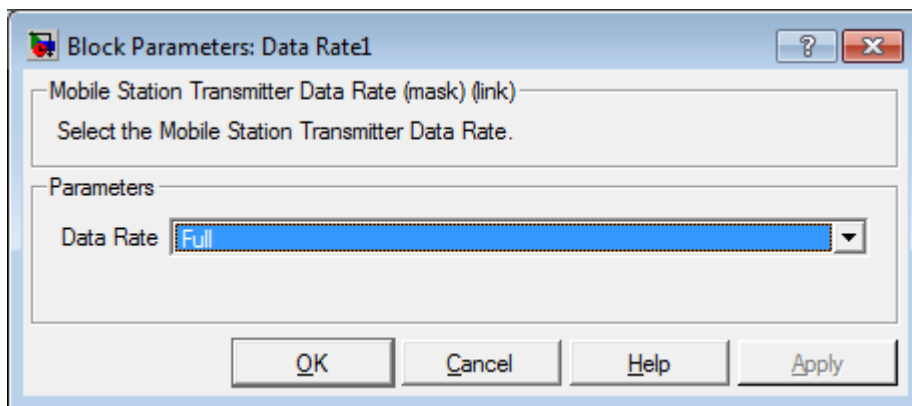 Block Parameters: Data Rate1
?
Mobile Station Transmitter Data Rate (mask) (link)
Select the Mobile Station Transmitter Data Rate.
Parameters
Data Rate Full
OK Cancel Help Apply